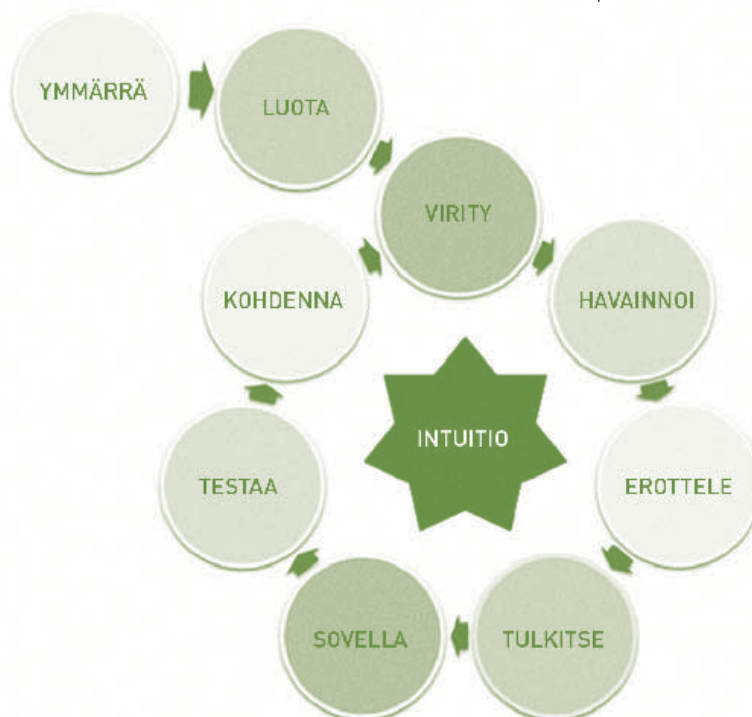 YMMÄRRÄ
LUOTA
VIRITY
HAVAINNOI
EROTTELE
TULKITSE
SOVELLA
TESTAA
KOHDENNA
INTUITIO